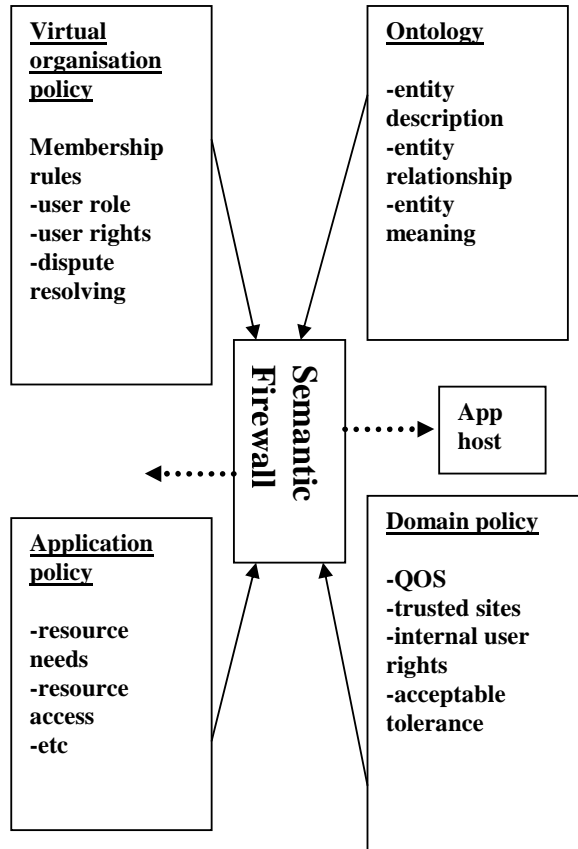 Virtual
organisation
policy
Membership
rules
-user role
-user rights
-dispute
resolving
Ontology
-entity
description
-entity
relationship
-entity
meaning
Semantic
Firewall
App
host
Application
policy
-resource
needs
-resource
access
-etc
Domain policy
-QOS
-trusted sites
-internal user
rights
-acceptable
tolerance